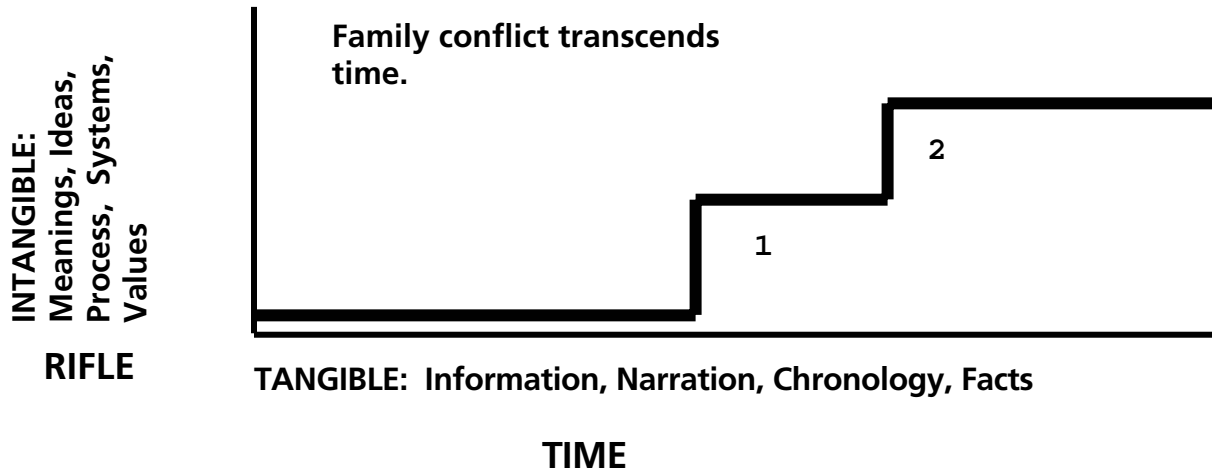 Family conflict transcends
time.
INTANGIBLE:
Meanings, Ideas,
Process, Systems,
Values
2
1
RIFLE
TANGIBLE: Information, Narration, Chronology, Facts
TIME